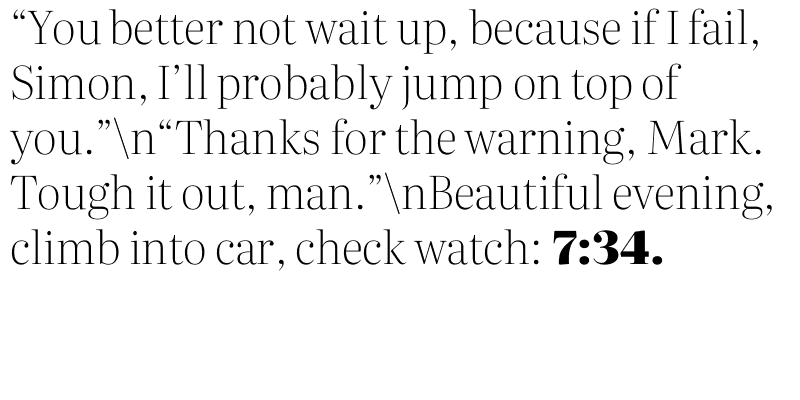 “You better not wait up, because if I fail,
Simon, I’ll probably jump on top of
you.”\n“Thanks for the warning, Mark.
Tough it out, man.”\nBeautiful evening,
climb into car, check watch: 7:34.